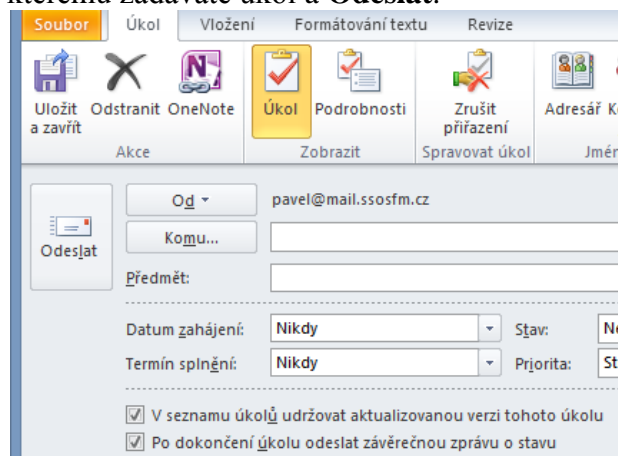 kterému zadáváte úkol a Odeslat.
Soubor Úkol Vložení Formátování textu Revize
Uložit a zavřít Odstranit OneNote Úkol Podrobnosti Zrušit přiřazení Adresář
Akce Zobrazit Spravovat úkol
Od pavel@mail.ssosfm.cz
Odeslat
Komu...
Předmět:
Datum zahájení: Nikdy Stav:
Termín splnění: Nikdy Priorita:
V seznamu úkolů udržovat aktualizovanou verzi tohoto úkolu
Po dokončení úkolu odeslat závěrečnou zprávu o stavu